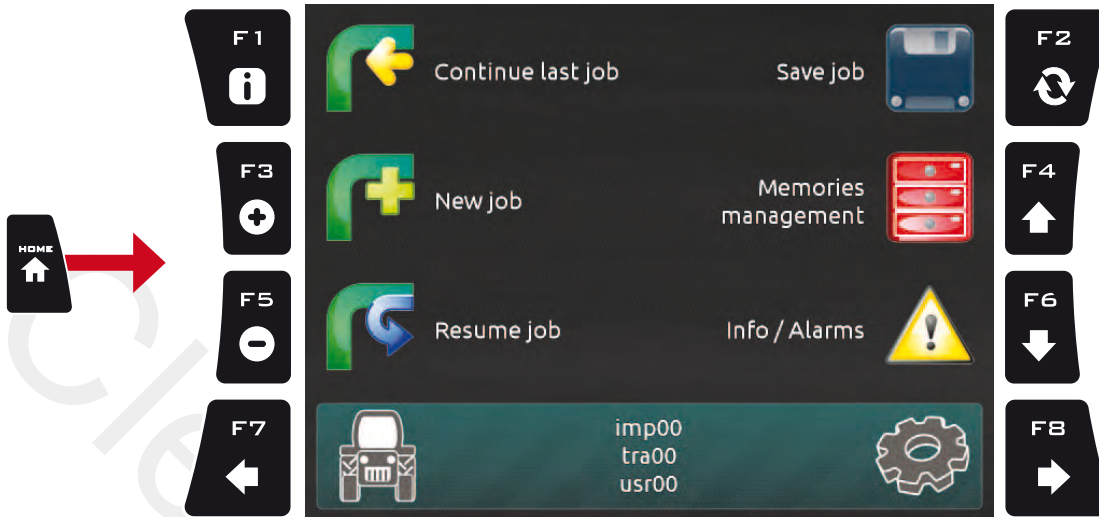 F1
Continue last job
Save job
F2
F3
New job
Memories
management
F4
HOME
F5
Resume job
Info / Alarms
F6
F7
imp00
tra00
usr00
F8